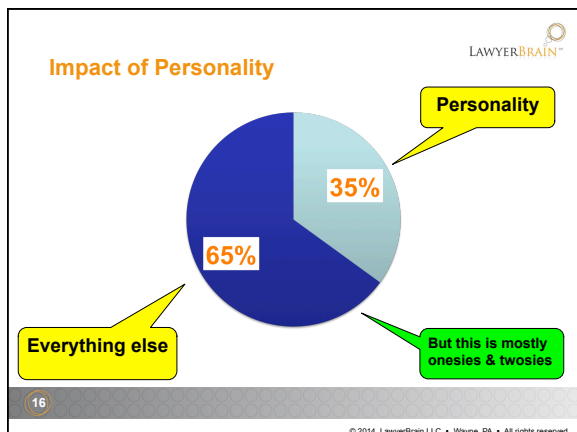 LAWYERBRAIN™
Impact of Personality
Personality
35%
65%
Everything else
But this is mostly
onesies & twosies
16
© 2014 LawyerBrain LLC • Wayne, PA • All rights reserved